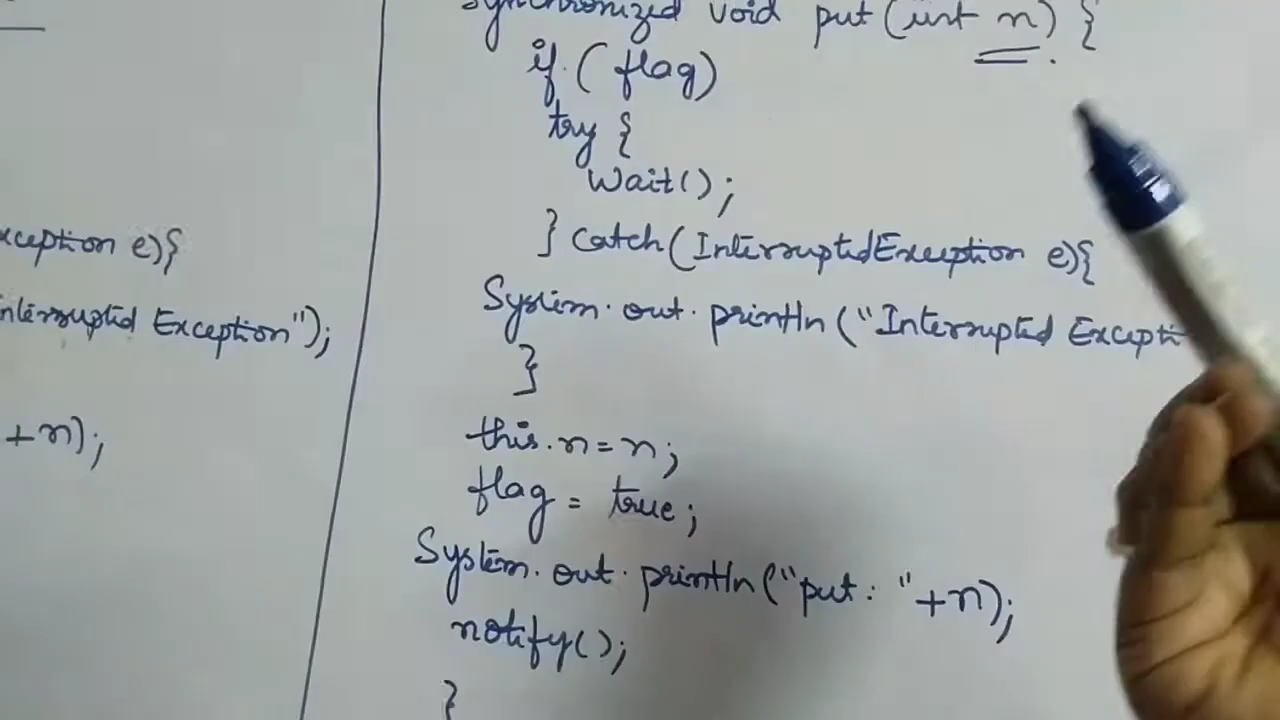 xception e){
nterrupted Exception");
+n);
Synchronized void put(int n) {
if (flag)
try {
Wait();
} catch(InterruptedException e){
System.out.println("Interrupted Excepti
}
this.n=n;
flag = true;
System.out.println("put: "+n);
notify();
}